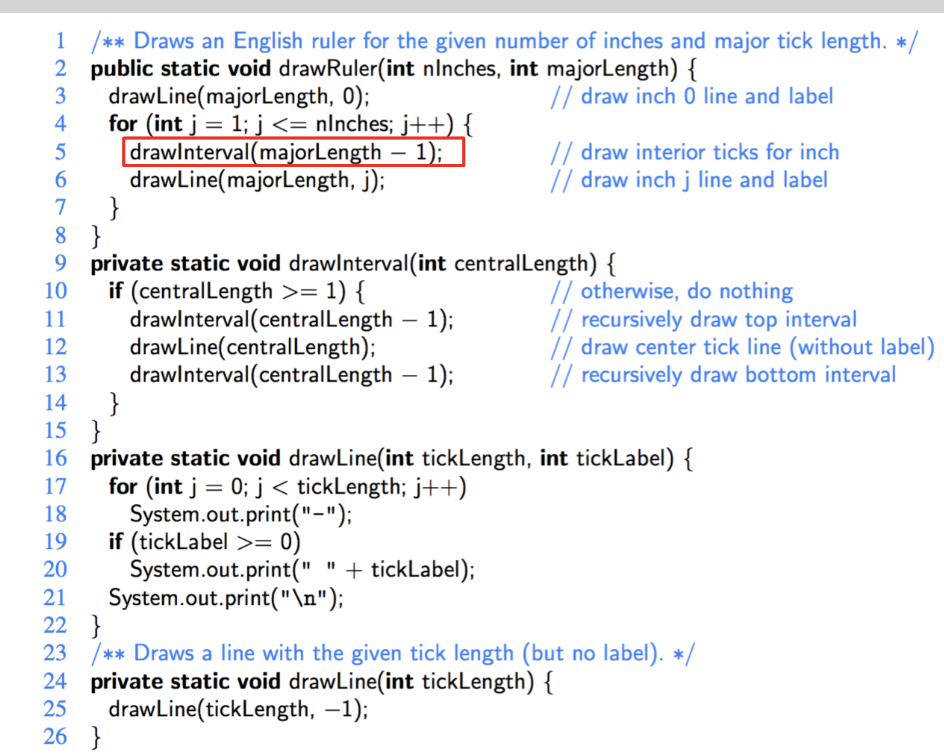 1 /** Draws an English ruler for the given number of inches and major tick length. */
2 public static void drawRuler(int nInches, int majorLength) {
3 drawLine(majorLength, 0); // draw inch 0 line and label
4 for (int j = 1; j <= nInches; j++) {
5 drawInterval(majorLength − 1); // draw interior ticks for inch
6 drawLine(majorLength, j); // draw inch j line and label
7 }
8 }
9 private static void drawInterval(int centralLength) {
10 if (centralLength >= 1) { // otherwise, do nothing
11 drawInterval(centralLength − 1); // recursively draw top interval
12 drawLine(centralLength); // draw center tick line (without label)
13 drawInterval(centralLength − 1); // recursively draw bottom interval
14 }
15 }
16 private static void drawLine(int tickLength, int tickLabel) {
17 for (int j = 0; j < tickLength; j++)
18 System.out.print("-");
19 if (tickLabel >= 0)
20 System.out.print(" " + tickLabel);
21 System.out.print("\n");
22 }
23 /** Draws a line with the given tick length (but no label). */
24 private static void drawLine(int tickLength) {
25 drawLine(tickLength, −1);
26 }